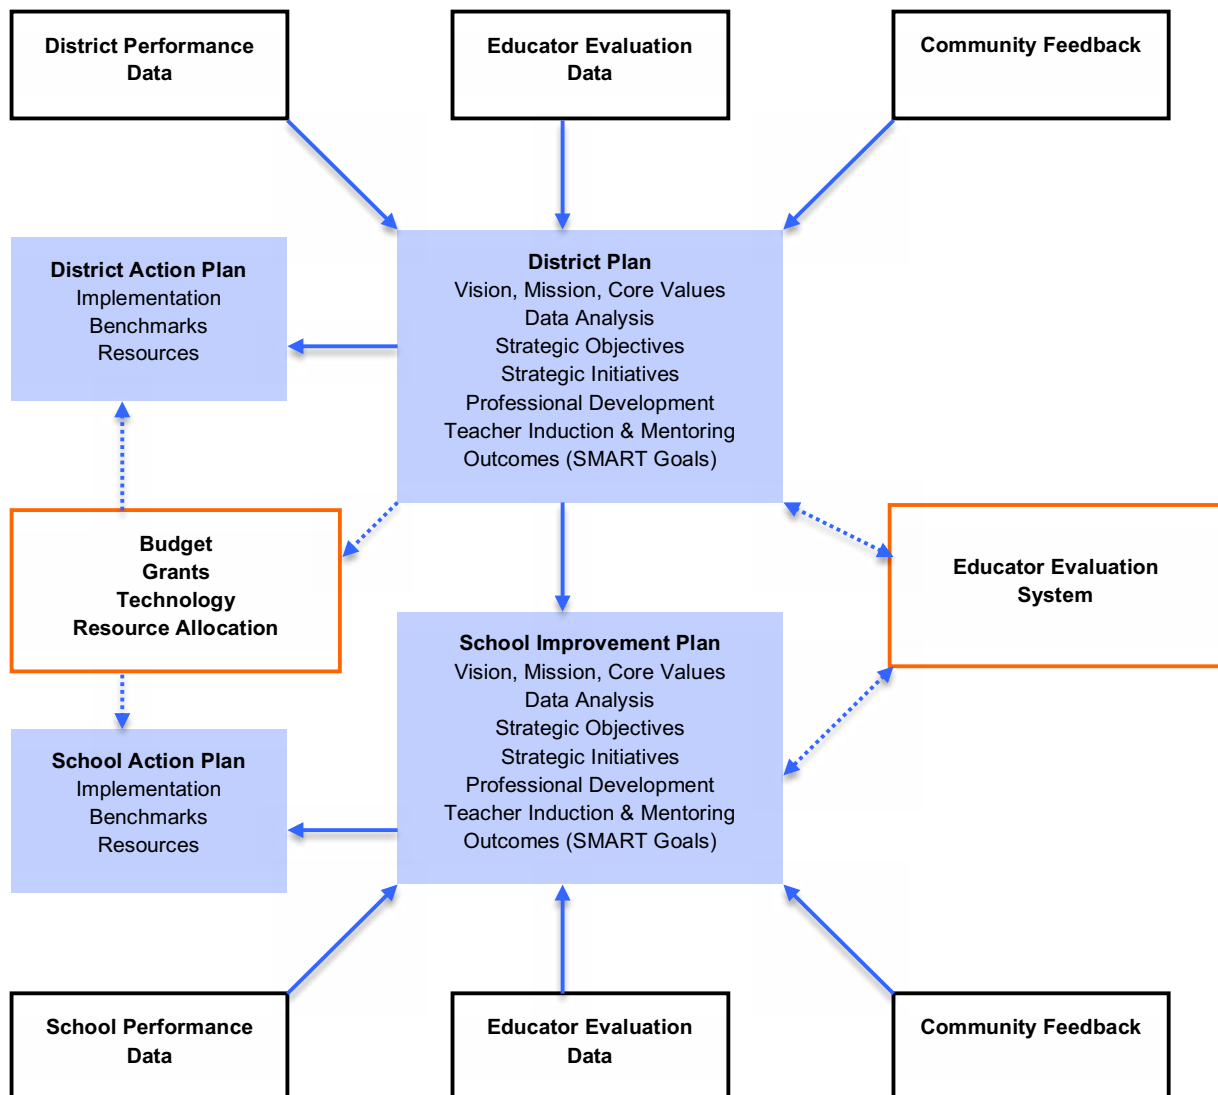 District Performance
Data
Educator Evaluation
Data
Community Feedback
District Action Plan
Implementation
Benchmarks
Resources
District Plan
Vision, Mission, Core Values
Data Analysis
Strategic Objectives
Strategic Initiatives
Professional Development
Teacher Induction & Mentoring
Outcomes (SMART Goals)
Budget
Grants
Technology
Resource Allocation
Educator Evaluation
System
School Improvement Plan
Vision, Mission, Core Values
Data Analysis
Strategic Objectives
Strategic Initiatives
Professional Development
Teacher Induction & Mentoring
Outcomes (SMART Goals)
School Action Plan
Implementation
Benchmarks
Resources
School Performance
Data
Educator Evaluation
Data
Community Feedback